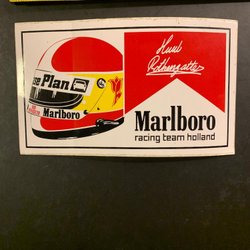 Plan
Marlboro
Huub
Rothengatter
Marlboro
racing team holland